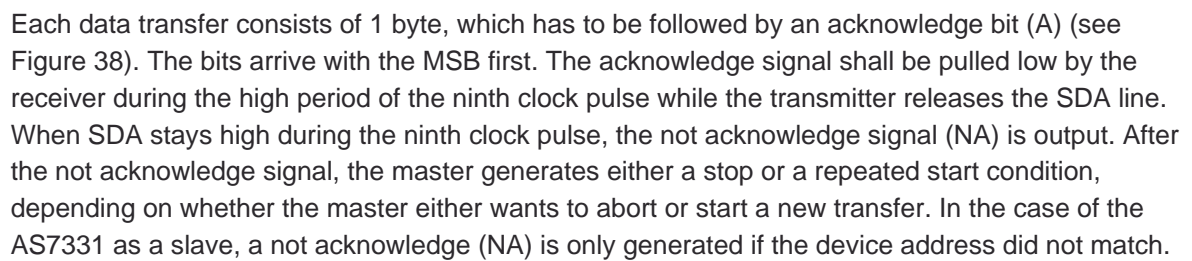 Each data transfer consists of 1 byte, which has to be followed by an acknowledge bit (A) (see
Figure 38). The bits arrive with the MSB first. The acknowledge signal shall be pulled low by the
receiver during the high period of the ninth clock pulse while the transmitter releases the SDA line.
When SDA stays high during the ninth clock pulse, the not acknowledge signal (NA) is output. After
the not acknowledge signal, the master generates either a stop or a repeated start condition,
depending on whether the master either wants to abort or start a new transfer. In the case of the
AS7331 as a slave, a not acknowledge (NA) is only generated if the device address did not match.